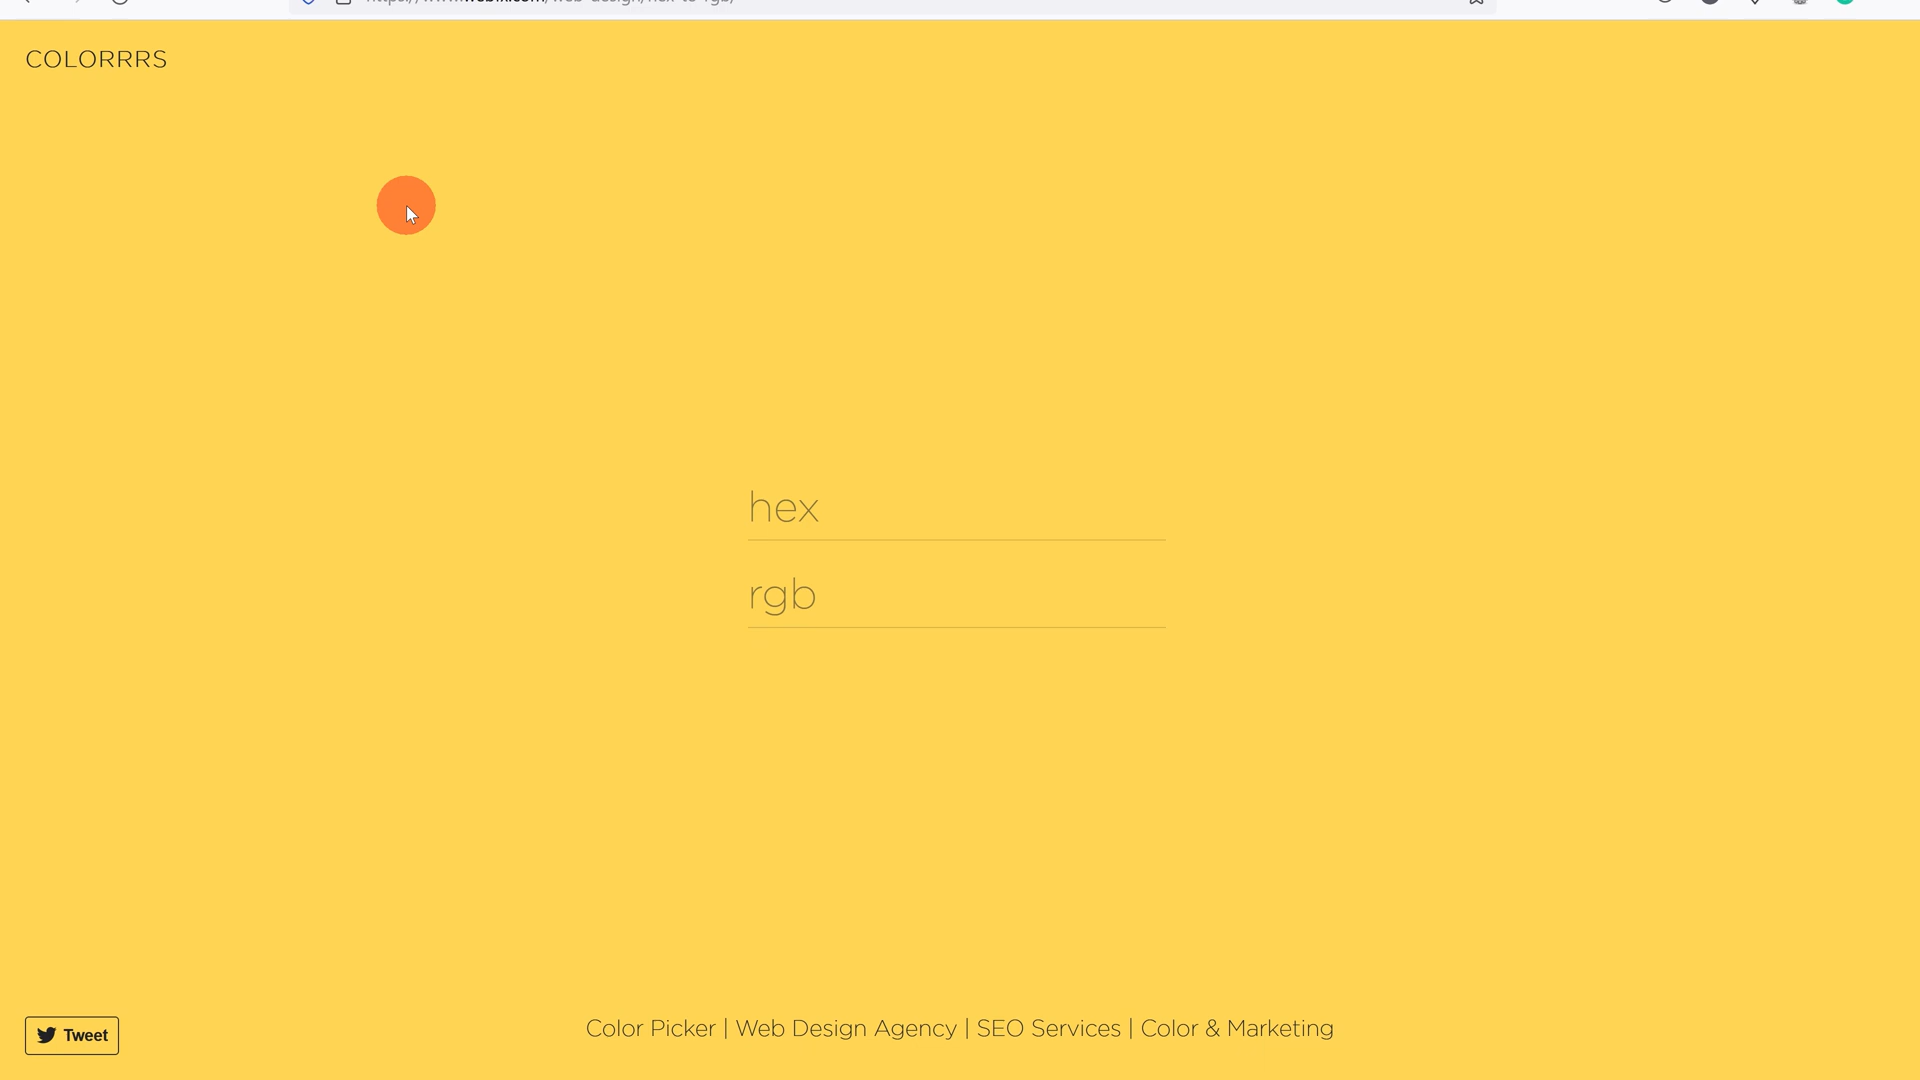 COLORRRS
hex
rgb
Tweet
Color Picker | Web Design Agency | SEO Services | Color & Marketing